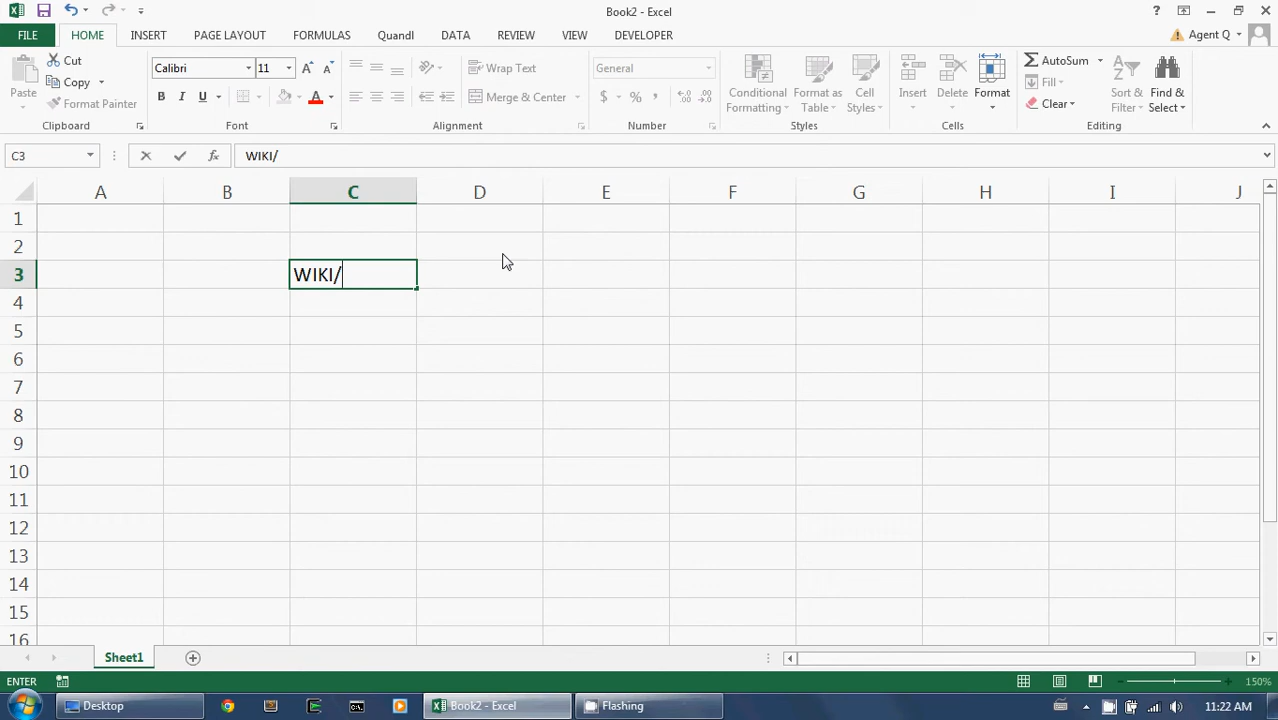 Book2 - Excel
?
FILE HOME INSERT PAGE LAYOUT FORMULAS Quandl DATA REVIEW VIEW DEVELOPER Agent Q
Paste
Cut
Copy
Format Painter
Clipboard
Calibri 11 A A
B I U A
Font
Wrap Text
Merge & Center
Alignment
General
$ % , .00 .00
Number
Conditional Formatting
Format as Table
Cell Styles
Styles
Insert Delete Format
Cells
AutoSum
Fill
Clear
Sort & Filter
Find & Select
Editing
C3 fx WIKI/
A B C D E F G H I J
1
2
3 WIKI/
4
5
6
7
8
9
10
11
12
13
14
15
16
Sheet1
ENTER 150%
Desktop Book2 - Excel Flashing 11:22 AM